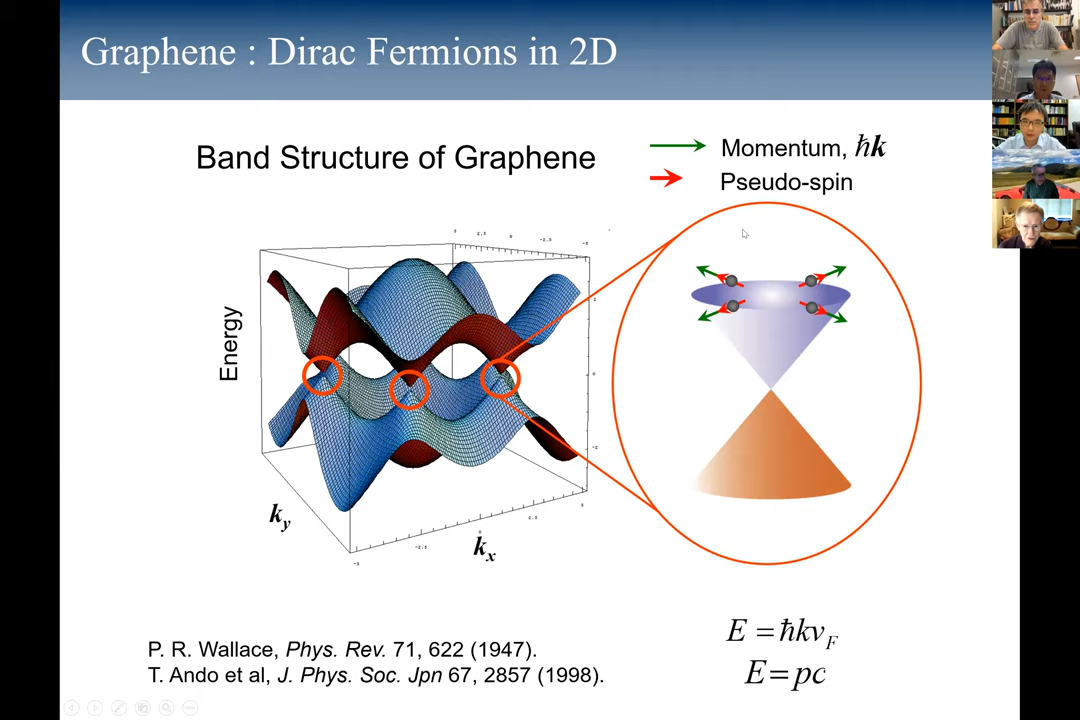 Graphene : Dirac Fermions in 2D
Band Structure of Graphene
Momentum, ħk
Pseudo-spin
Energy
k_y
k_x
P. R. Wallace, Phys. Rev. 71, 622 (1947).
T. Ando et al, J. Phys. Soc. Jpn 67, 2857 (1998).
E = ħkv_F
E = pc